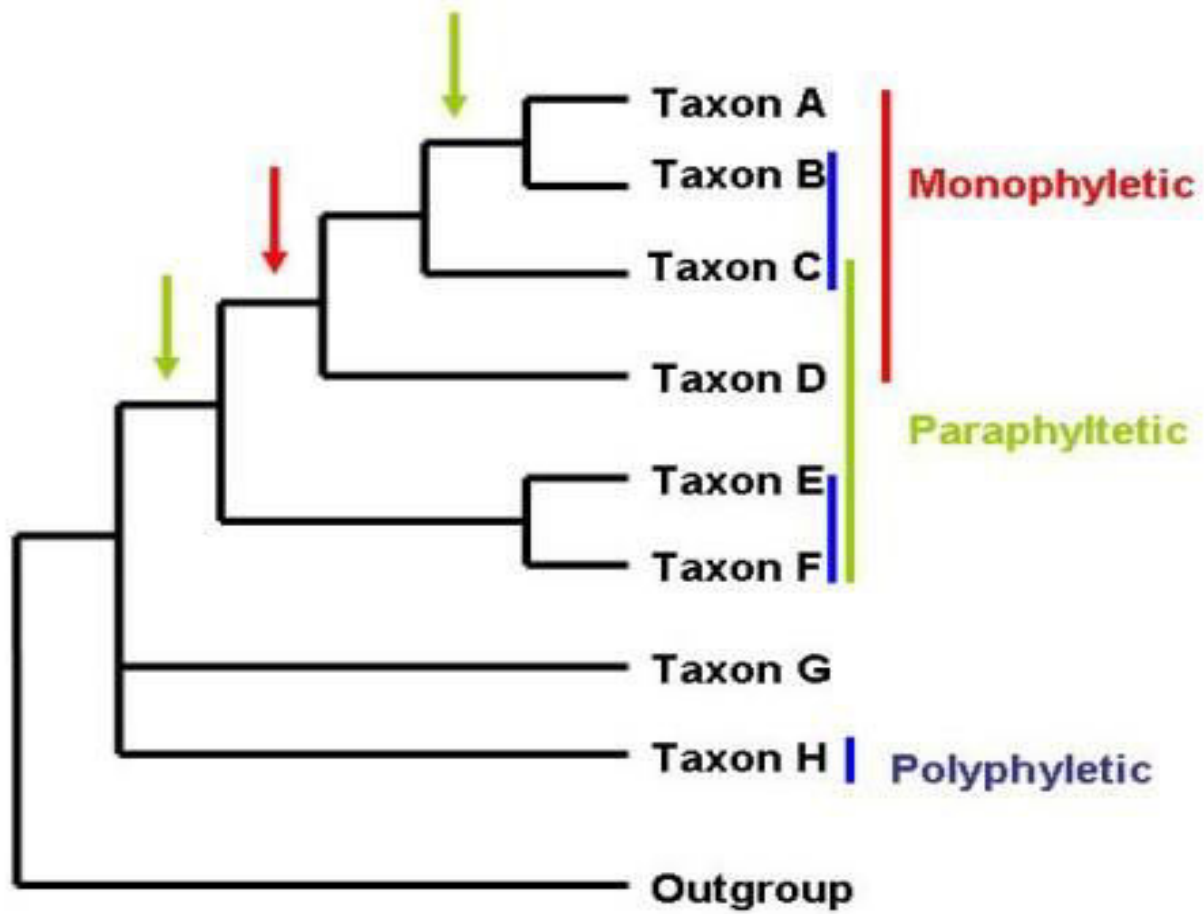 Taxon A
Taxon B
Monophyletic
Taxon C
Taxon D
Paraphyltetic
Taxon E
Taxon F
Taxon G
Taxon H
Polyphyletic
Outgroup